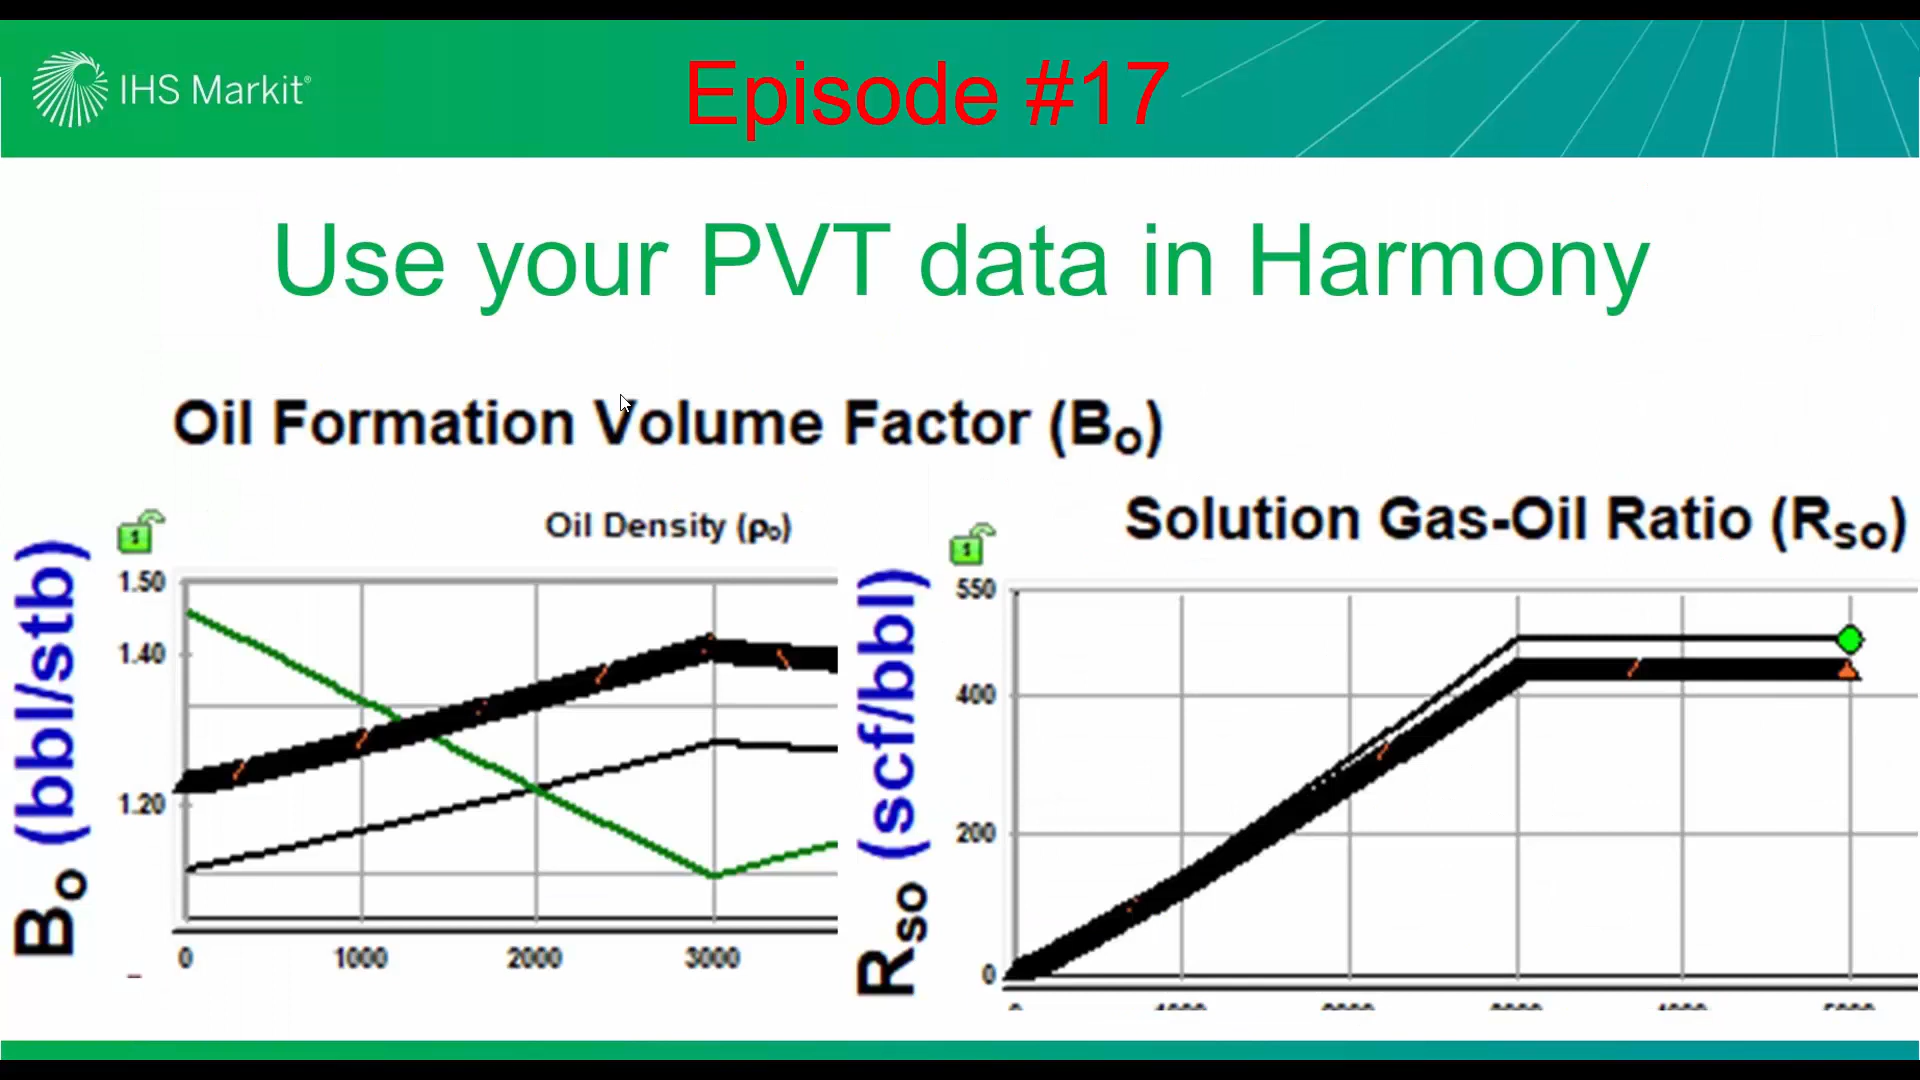 IHS Markit®
Episode #17
Use your PVT data in Harmony
Oil Formation Volume Factor (Bo)
Oil Density (ρo)
Bo (bbl/stb)
1.50
1.40
1.20
0 1000 2000 3000
Solution Gas-Oil Ratio (Rso)
Rso (scf/bbl)
550
400
200
0